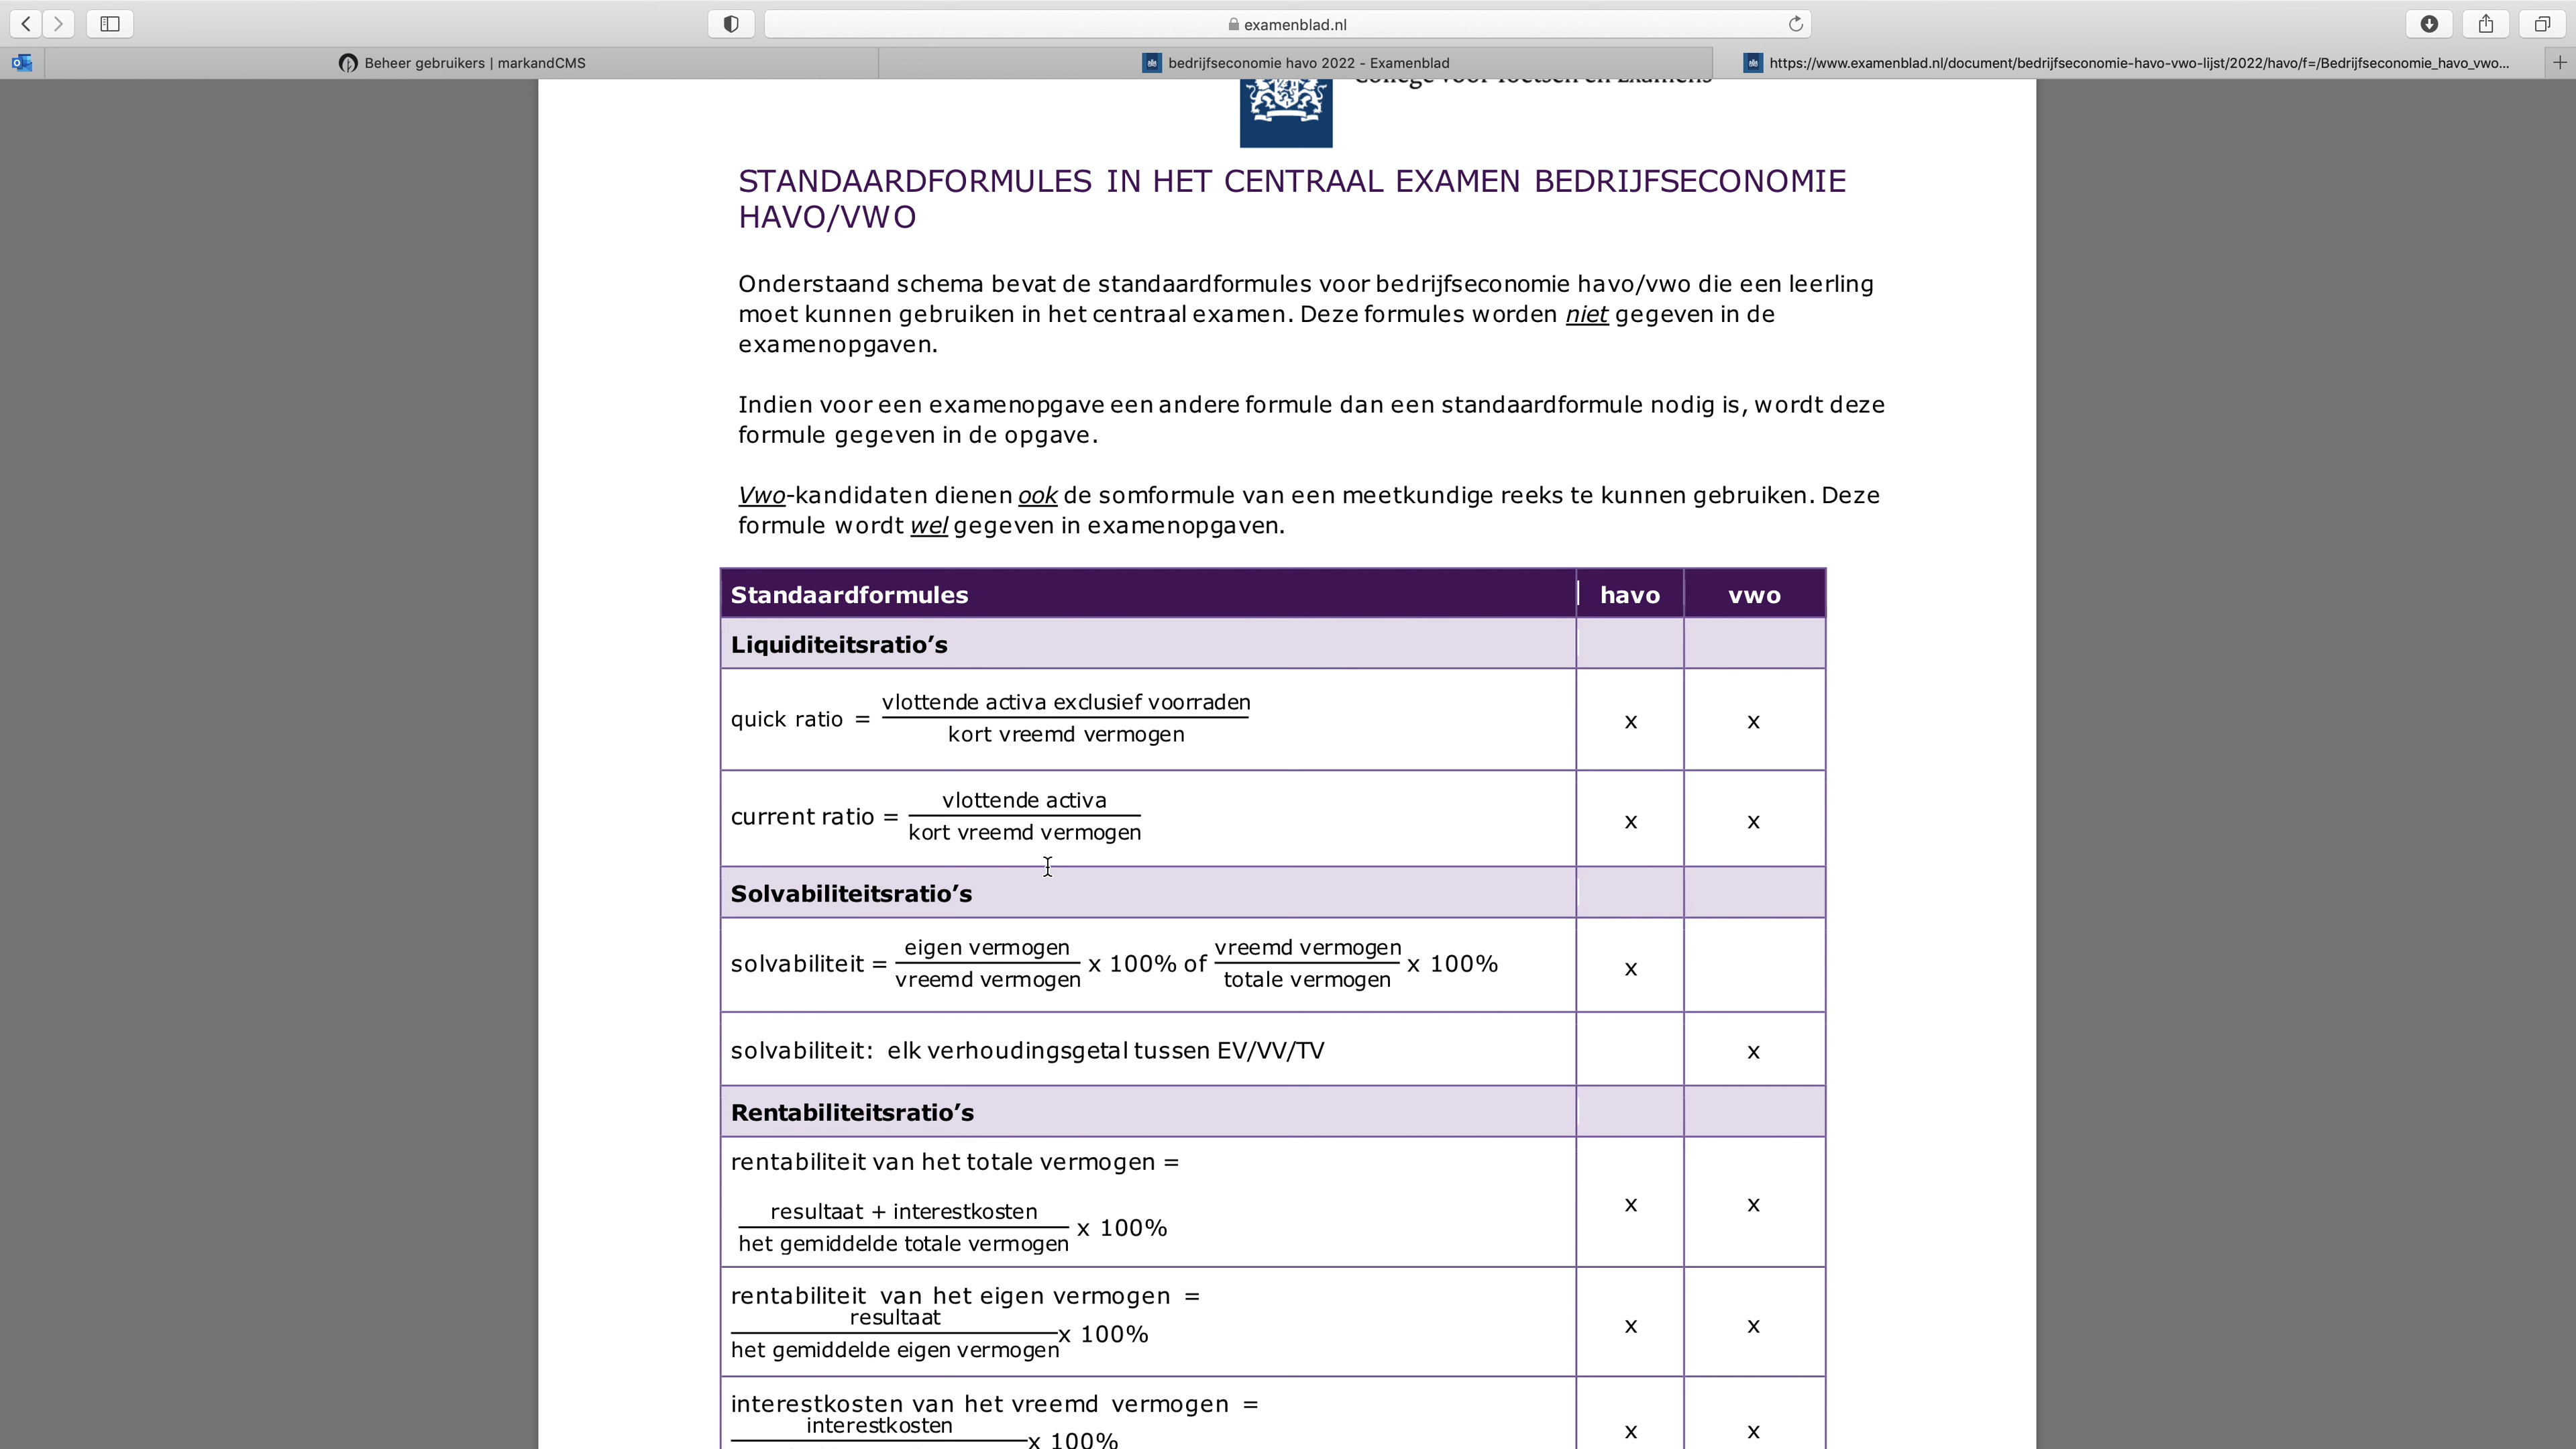 examenblad.nl
Beheer gebruikers | markandCMS
bedrijfseconomie havo 2022 - Examenblad
https://www.examenblad.nl/document/bedrijfseconomie-havo-vwo-lijst/2022/havo/f=/Bedrijfseconomie_havo_vwo...
College voor Toetsen en Examens
STANDAARDFORMULES IN HET CENTRAAL EXAMEN BEDRIJFSECONOMIE
HAVO/VWO
Onderstaand schema bevat de standaardformules voor bedrijfseconomie havo/vwo die een leerling
moet kunnen gebruiken in het centraal examen. Deze formules worden niet gegeven in de
examenopgaven.
Indien voor een examenopgave een andere formule dan een standaardformule nodig is, wordt deze
formule gegeven in de opgave.
Vwo-kandidaten dienen ook de somformule van een meetkundige reeks te kunnen gebruiken. Deze
formule wordt wel gegeven in examenopgaven.
Standaardformules havo vwo
Liquiditeitsratio’s
vlottende activa exclusief voorraden
quick ratio = x x
kort vreemd vermogen
vlottende activa
current ratio = x x
kort vreemd vermogen
Solvabiliteitsratio’s
eigen vermogen vreemd vermogen
solvabiliteit = x 100% of x 100% x
vreemd vermogen totale vermogen
solvabiliteit: elk verhoudingsgetal tussen EV/VV/TV x
Rentabiliteitsratio’s
rentabiliteit van het totale vermogen =
resultaat + interestkosten
x 100% x x
het gemiddelde totale vermogen
rentabiliteit van het eigen vermogen =
resultaat
x 100% x x
het gemiddelde eigen vermogen
interestkosten van het vreemd vermogen =
interestkosten
x 100% x x